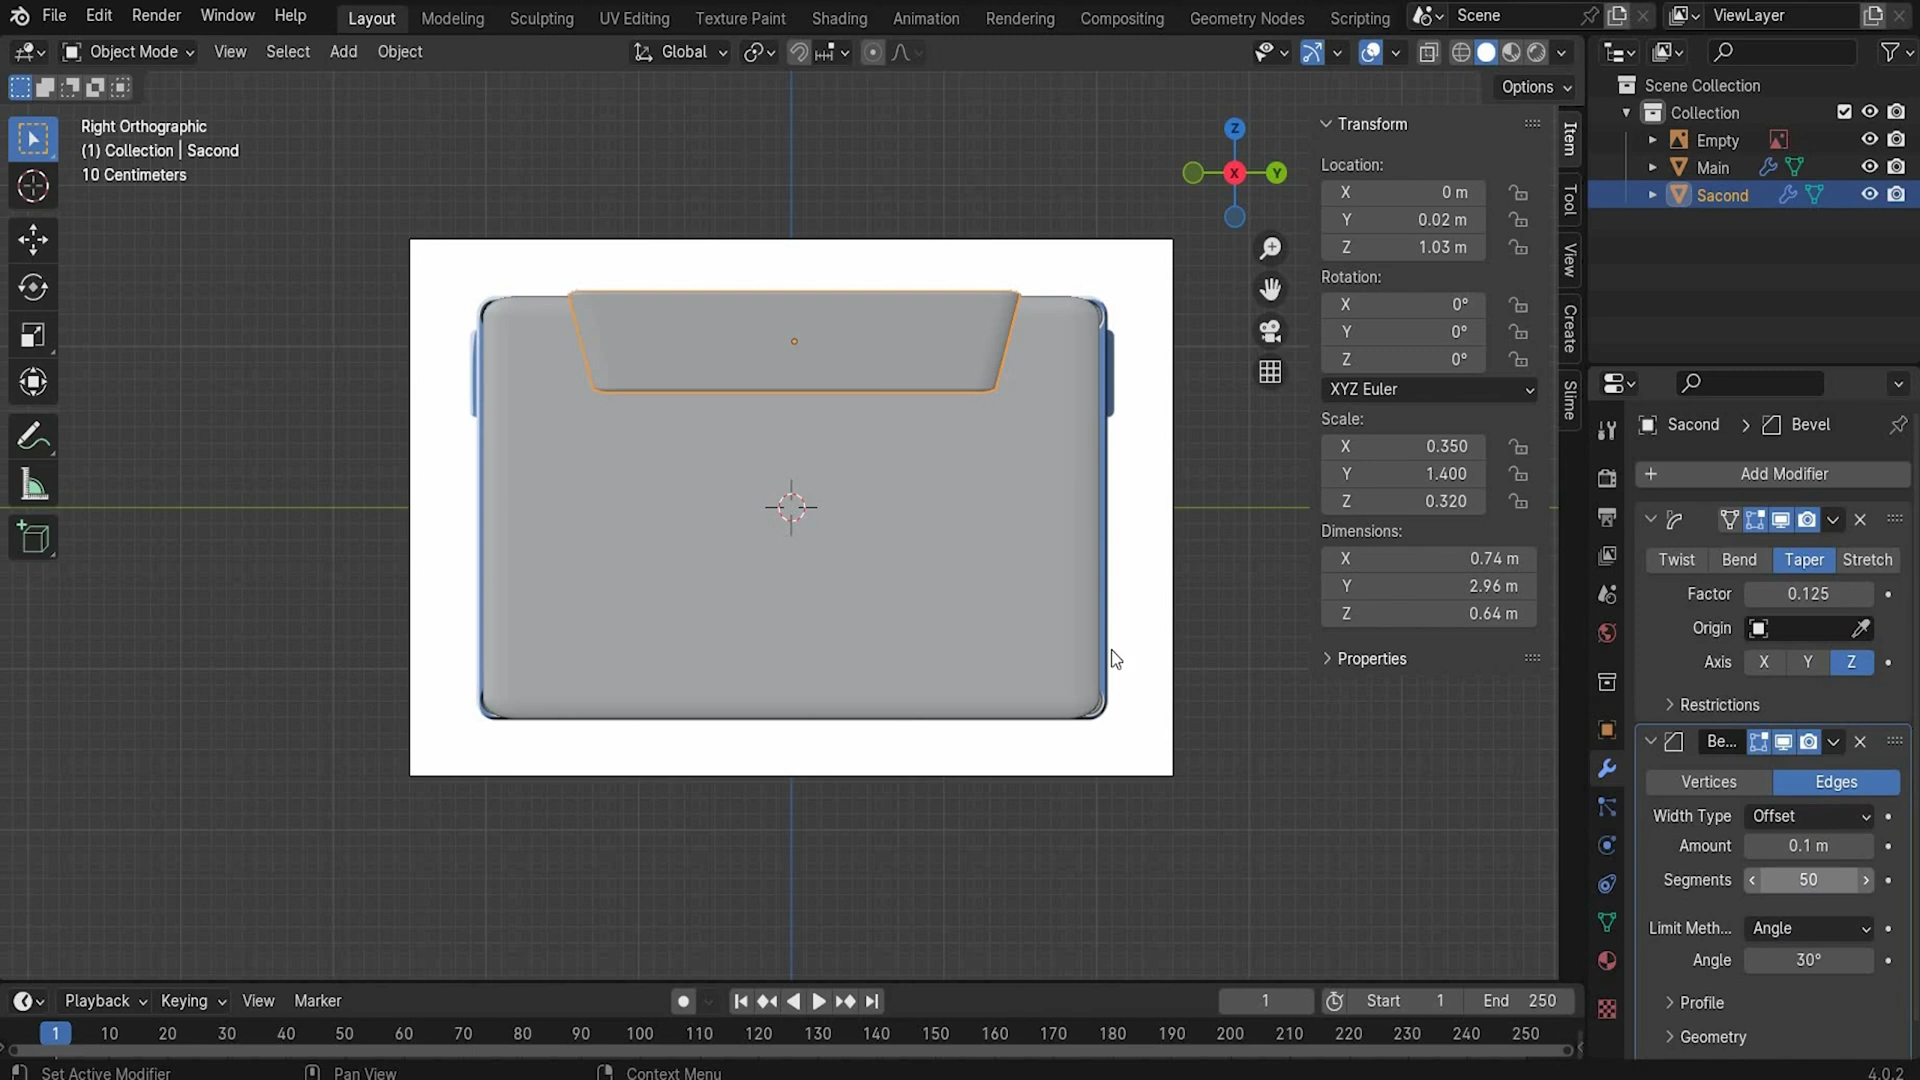 File Edit Render Window Help Layout Modeling Sculpting UV Editing Texture Paint Shading Animation Rendering Compositing Geometry Nodes Scripting Scene ViewLayer
Object Mode View Select Add Object Global
Options
Right Orthographic
(1) Collection | Sacond
10 Centimeters
Z
X
Y
Transform
Location:
X 0 m
Y 0.02 m
Z 1.03 m
Rotation:
X 0°
Y 0°
Z 0°
XYZ Euler
Scale:
X 0.350
Y 1.400
Z 0.320
Dimensions:
X 0.74 m
Y 2.96 m
Z 0.64 m
Properties
Item
Tool
View
Create
Slime
Scene Collection
Collection
Empty
Main
Sacond
Sacond > Bevel
+ Add Modifier
Twist Bend Taper Stretch
Factor 0.125
Origin
Axis X Y Z
Restrictions
Be...
Vertices Edges
Width Type Offset
Amount 0.1 m
Segments 50
Limit Meth... Angle
Angle 30°
Profile
Geometry
Playback Keying View Marker 1 Start 1 End 250
1 10 20 30 40 50 60 70 80 90 100 110 120 130 140 150 160 170 180 190 200 210 220 230 240 250
Set Active Modifier Pan View Context Menu 4.0.2